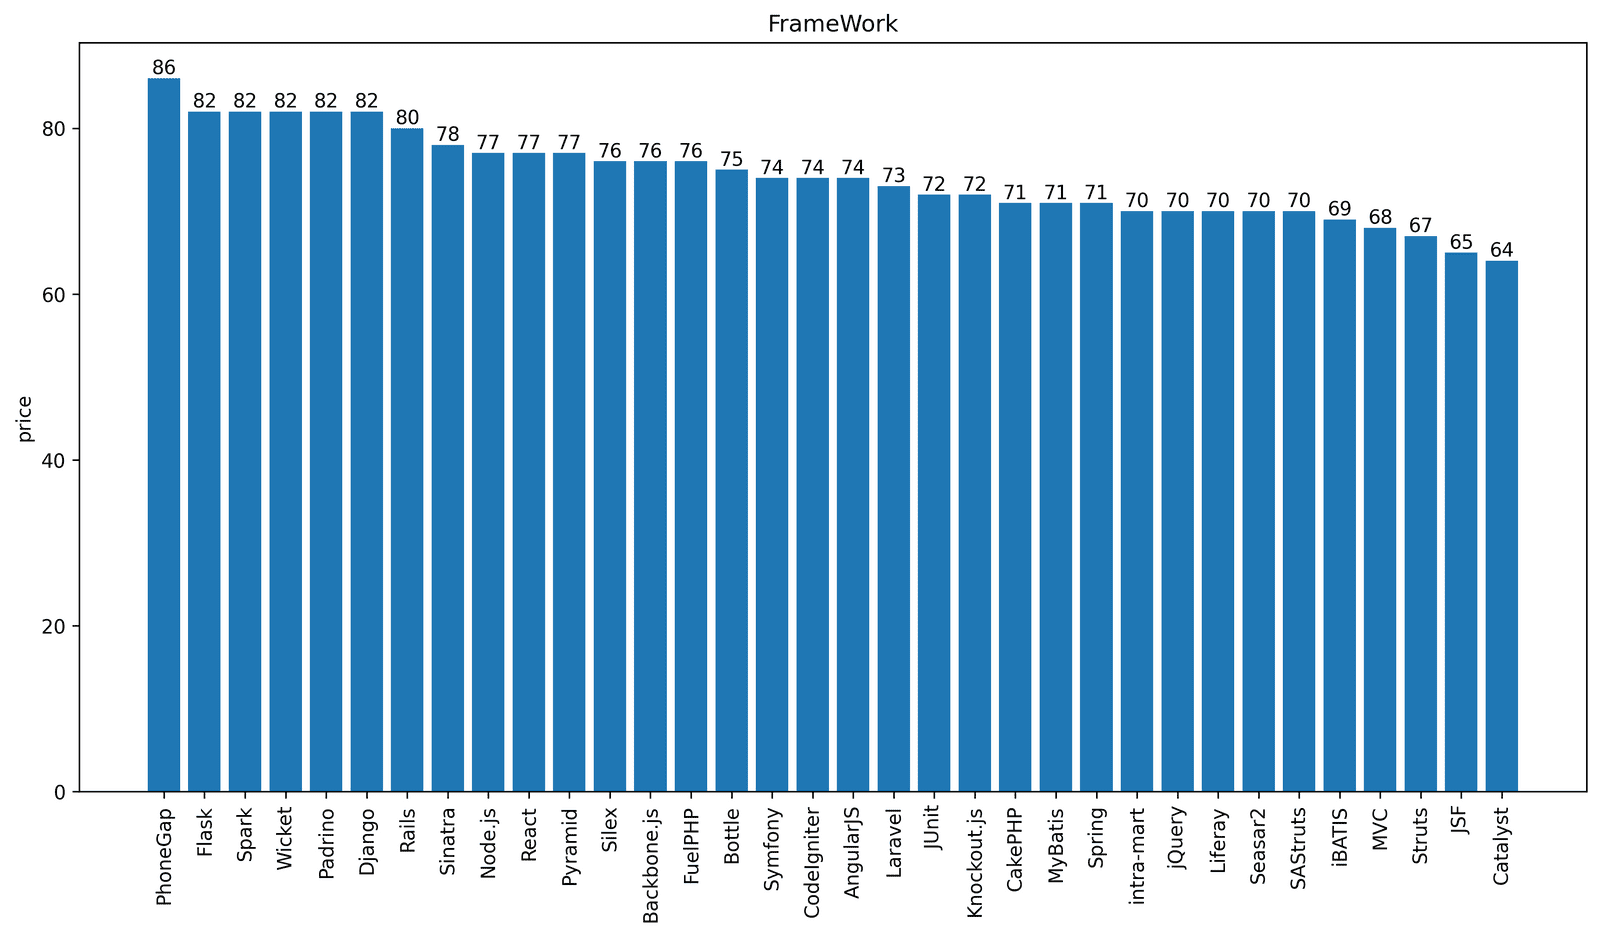 FrameWork
86 82 82 82 82 82 80 78 77 77 77 76 76 76 75 74 74 74 73 72 72 71 71 71 70 70 70 70 70 69 68 67 65 64
80
60
40
20
0
price
PhoneGap
Flask
Spark
Wicket
Padrino
Django
Rails
Sinatra
Node.js
React
Pyramid
Silex
Backbone.js
FuelPHP
Bottle
Symfony
CodeIgniter
AngularJS
Laravel
JUnit
Knockout.js
CakePHP
MyBatis
Spring
intra-mart
jQuery
Liferay
Seasar2
SAStruts
iBATIS
MVC
Struts
JSF
Catalyst